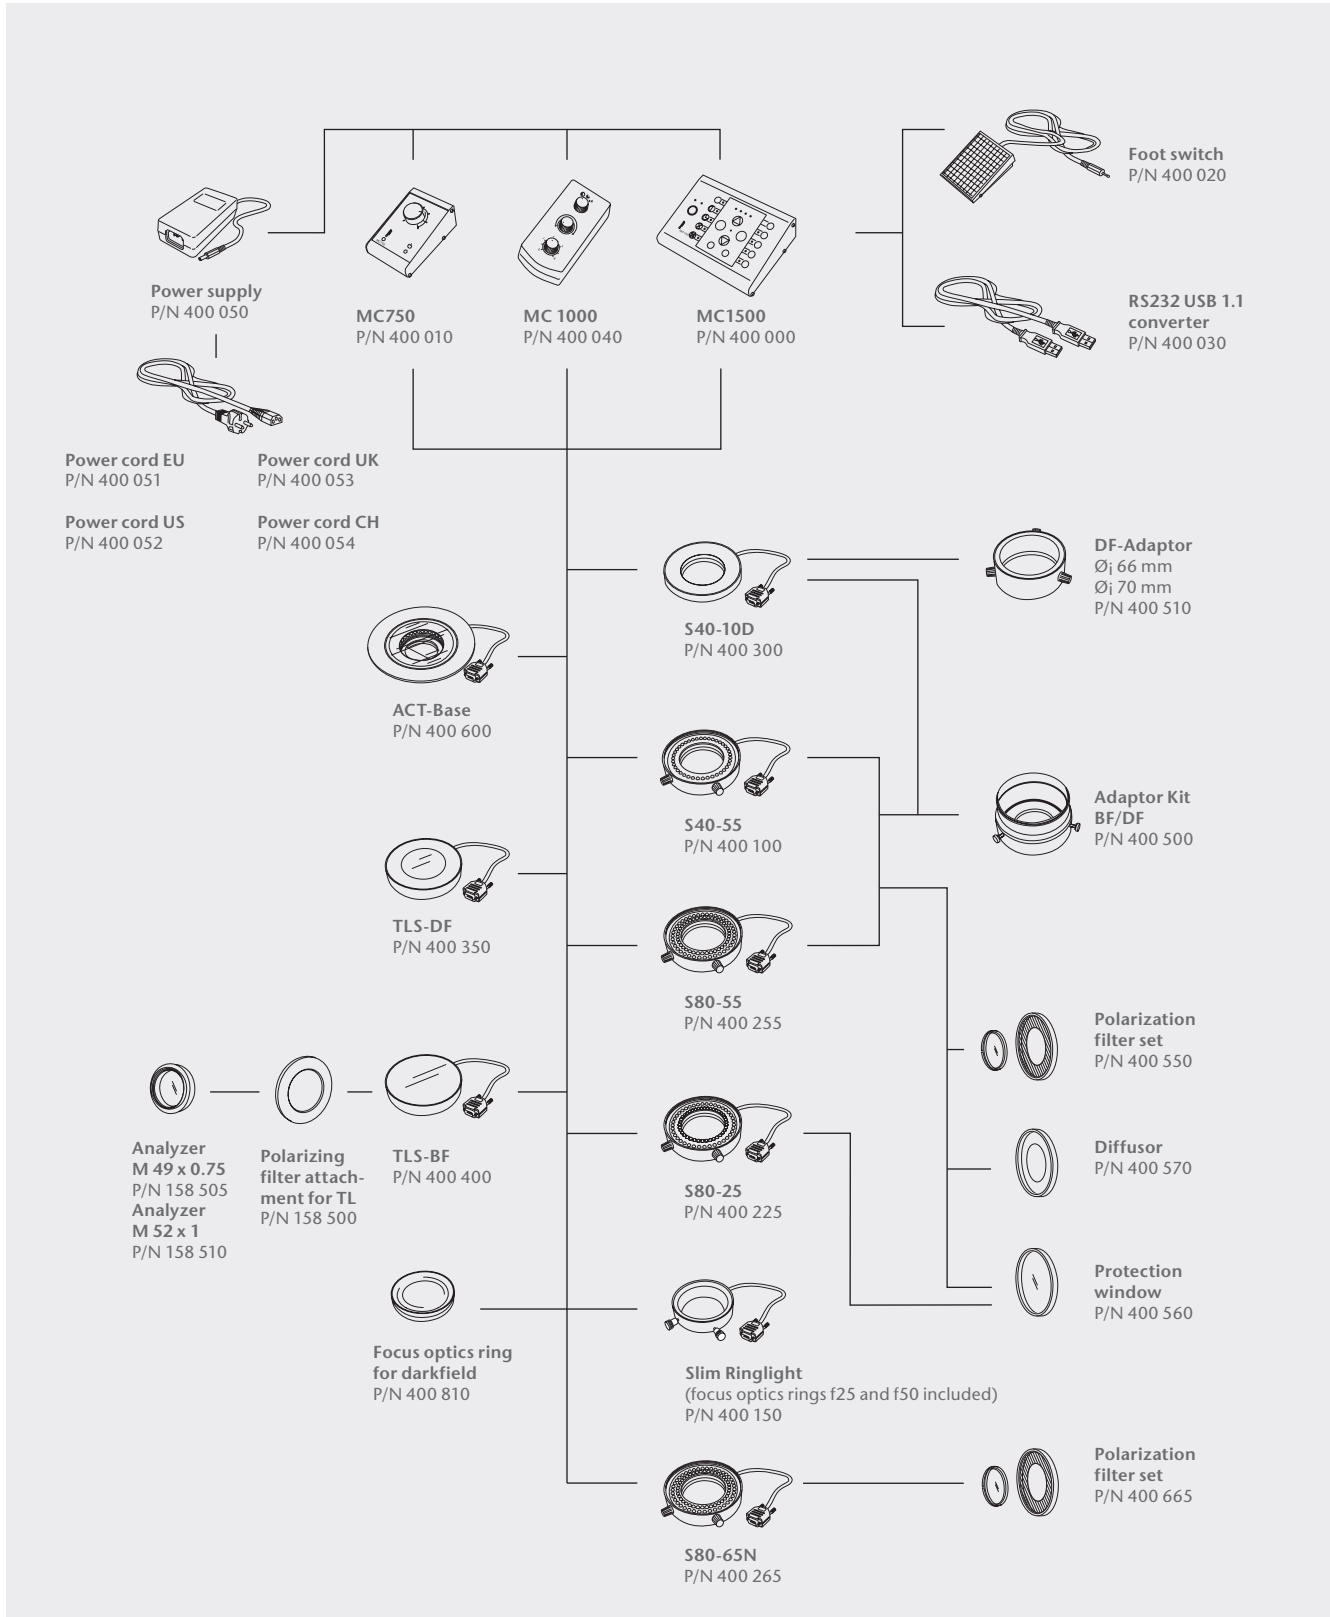 Foot switch
P/N 400 020
Power supply
P/N 400 050
MC750
P/N 400 010
MC 1000
P/N 400 040
MC1500
P/N 400 000
RS232 USB 1.1
converter
P/N 400 030
Power cord EU
P/N 400 051
Power cord UK
P/N 400 053
Power cord US
P/N 400 052
Power cord CH
P/N 400 054
DF-Adaptor
Ø¡ 66 mm
Ø¡ 70 mm
P/N 400 510
S40-10D
P/N 400 300
ACT-Base
P/N 400 600
S40-55
P/N 400 100
Adaptor Kit
BF/DF
P/N 400 500
TLS-DF
P/N 400 350
S80-55
P/N 400 255
Polarization
filter set
P/N 400 550
Analyzer
M 49 x 0.75
P/N 158 505
Analyzer
M 52 x 1
P/N 158 510
Polarizing
filter attach-
ment for TL
P/N 158 500
TLS-BF
P/N 400 400
S80-25
P/N 400 225
Diffusor
P/N 400 570
Protection
window
P/N 400 560
Focus optics ring
for darkfield
P/N 400 810
Slim Ringlight
(focus optics rings f25 and f50 included)
P/N 400 150
Polarization
filter set
P/N 400 665
S80-65N
P/N 400 265